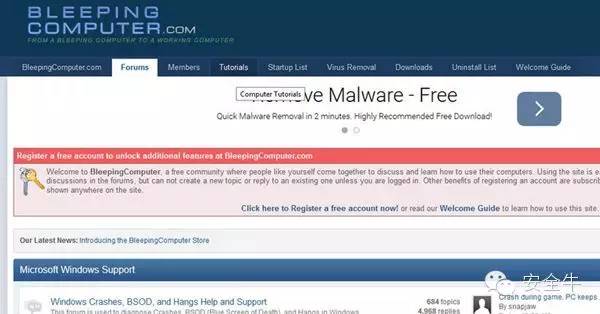 BLEEPING
COMPUTER.COM
FROM A BLEEPING COMPUTER TO A WORKING COMPUTER
BleepingComputer.com Forums Members Tutorials Startup List Virus Removal Downloads Uninstall List Welcome Guide
Computer Tutorials
Malware - Free
Quick Malware Removal in 2 minutes. Highly Recommended Free Download!
Register a free account to unlock additional features at BleepingComputer.com
Welcome to BleepingComputer, a free community where people like yourself come together to discuss and learn how to use their computers. Using the site is ea
discussions in the forums, but can not create a new topic or reply to an existing one unless you are logged in. Other benefits of registering an account are subscrib
shown anywhere on the site.
Click here to Register a free account now! or read our Welcome Guide to learn how to use this site.
Our Latest News: Introducing the BleepingComputer Store
Microsoft Windows Support
Windows Crashes, BSOD, and Hangs Help and Support
This forum is used to diagnose Crashes, BSOD (Blue Screen of Death), and Hangs in Windows
684 topics
4,968 replies
Crash during game. PC keeps
By snapjaw
安全牛